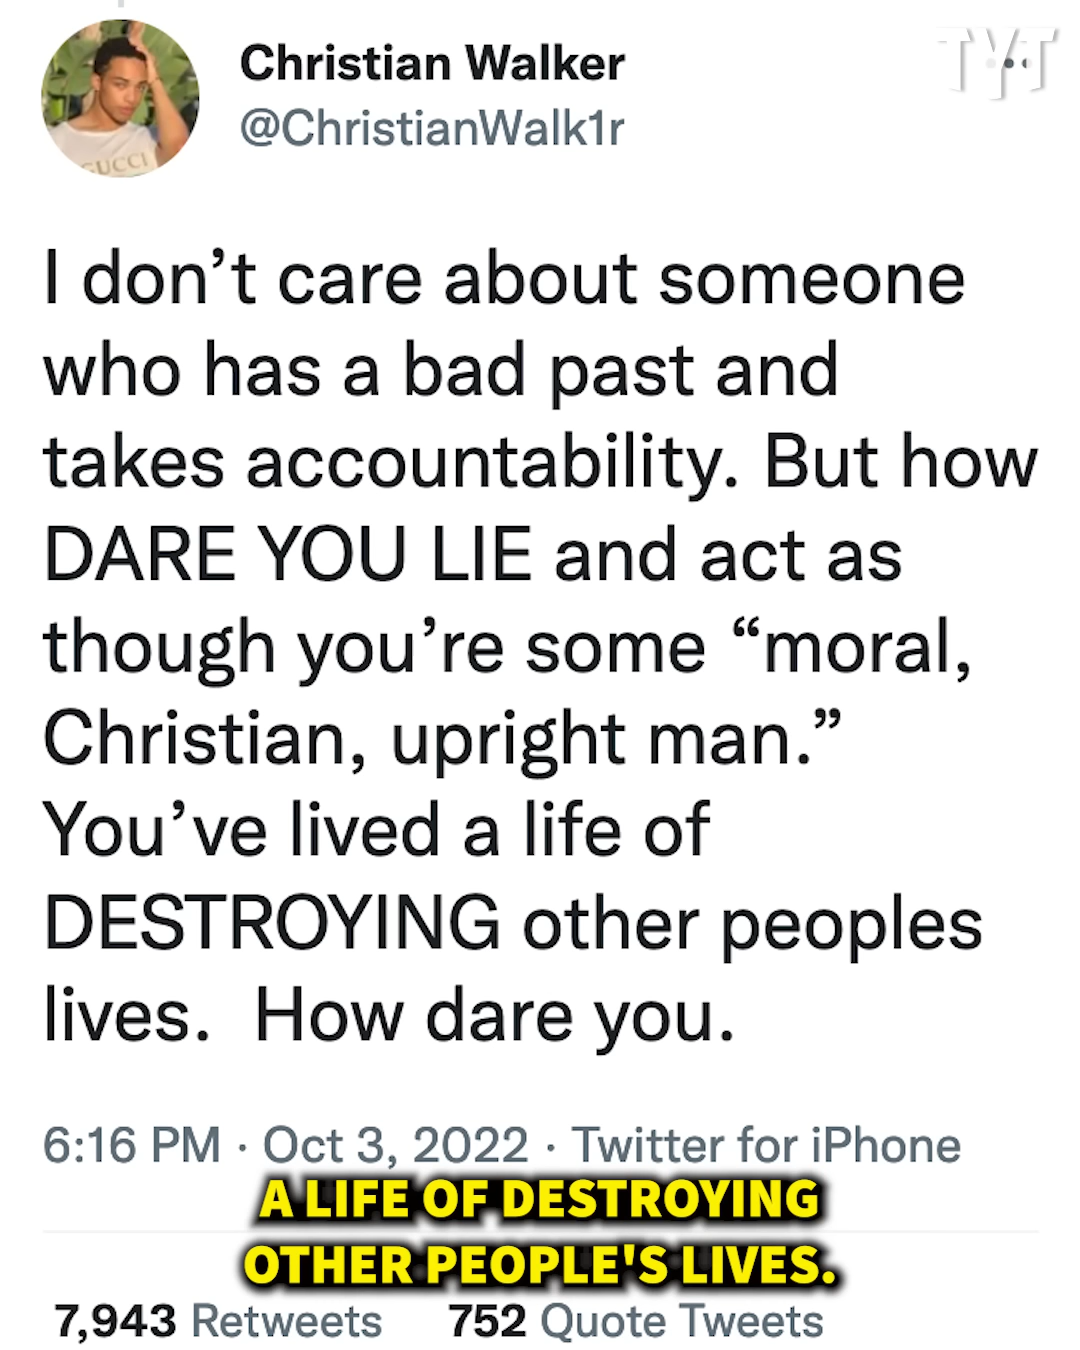 Christian Walker
TYT
@ChristianWalk1r
GUCCI
I don’t care about someone
who has a bad past and
takes accountability. But how
DARE YOU LIE and act as
though you’re some “moral,
Christian, upright man.”
You’ve lived a life of
DESTROYING other peoples
lives.  How dare you.
6:16 PM · Oct 3, 2022 · Twitter for iPhone
A LIFE OF DESTROYING
OTHER PEOPLE'S LIVES.
7,943 Retweets 752 Quote Tweets